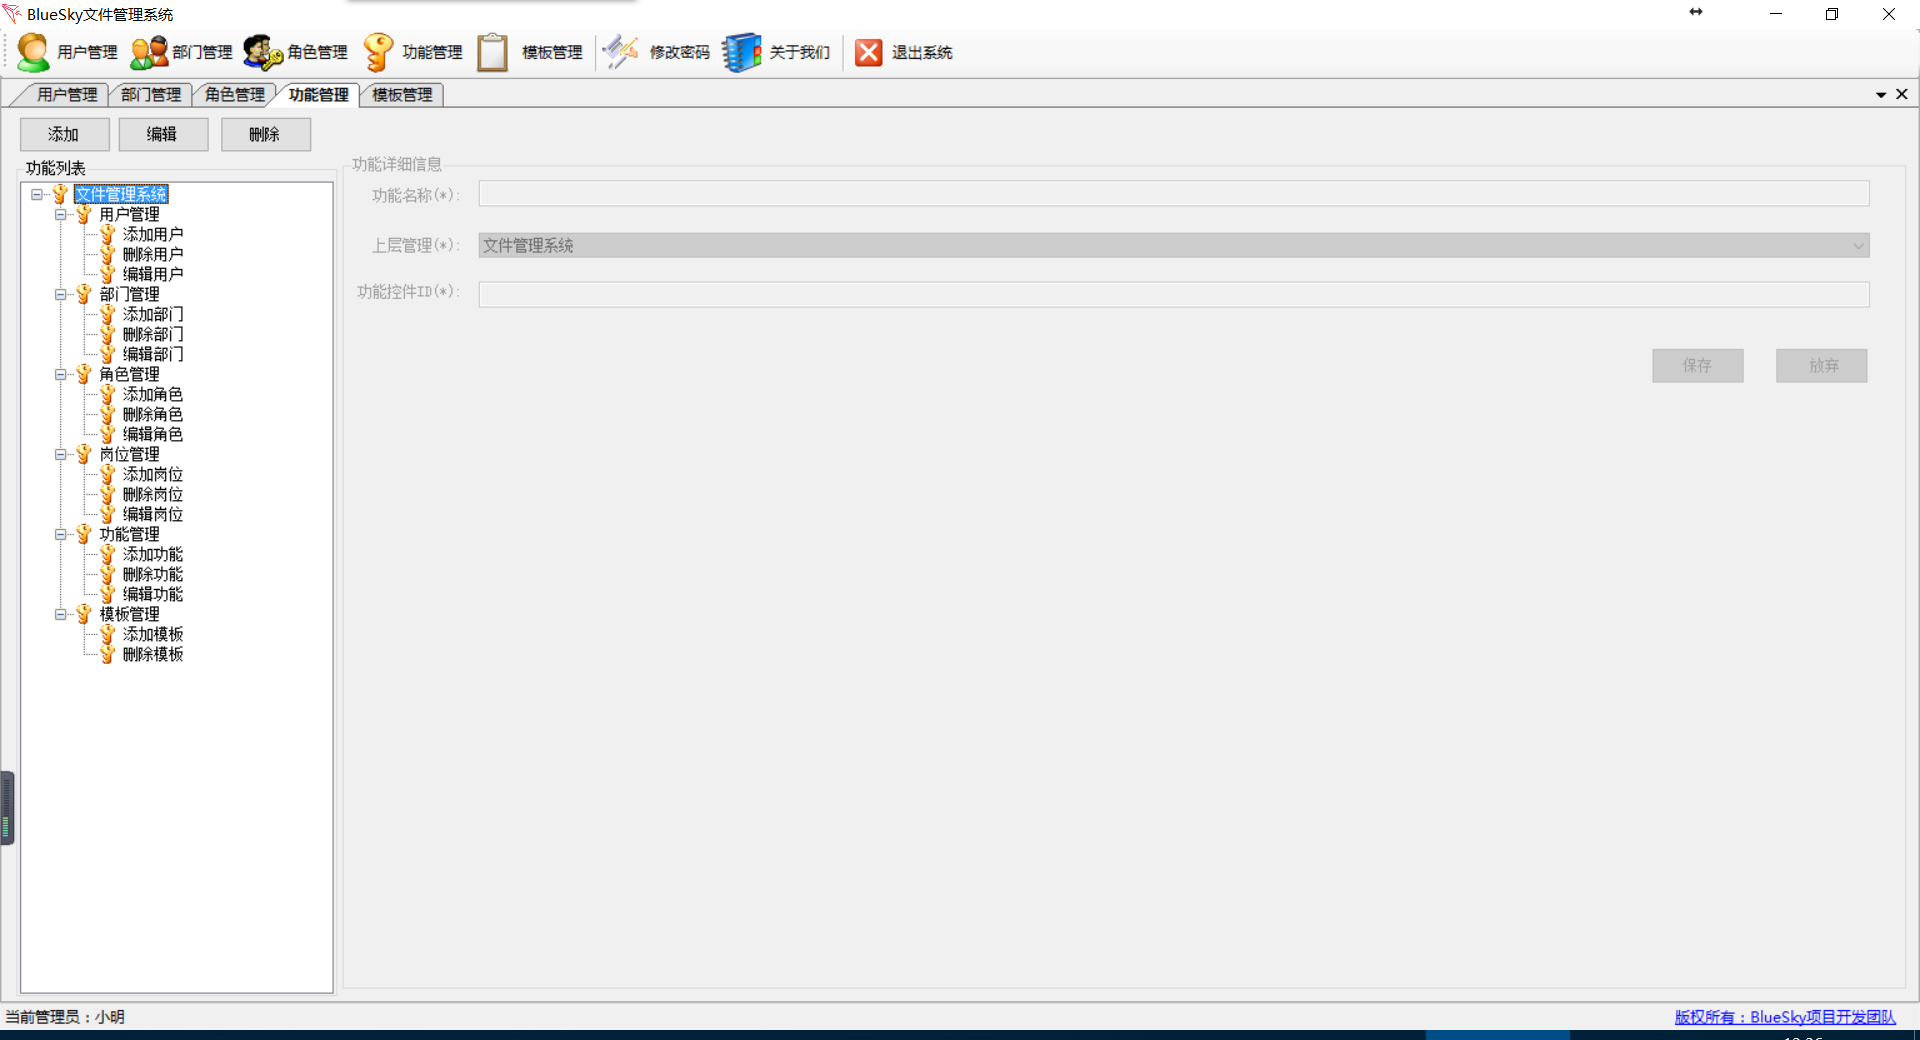 BlueSky文件管理系统
用户管理 部门管理 角色管理 功能管理 模板管理 修改密码 关于我们 退出系统
用户管理 部门管理 角色管理 功能管理 模板管理
添加 编辑 删除
功能列表
文件管理系统
用户管理
添加用户
删除用户
编辑用户
部门管理
添加部门
删除部门
编辑部门
角色管理
添加角色
删除角色
编辑角色
岗位管理
添加岗位
删除岗位
编辑岗位
功能管理
添加功能
删除功能
编辑功能
模板管理
添加模板
删除模板
功能详细信息
功能名称(*):
上层管理(*): 文件管理系统
功能控件ID(*):
保存 放弃
当前管理员：小明
版权所有：BlueSky项目开发团队